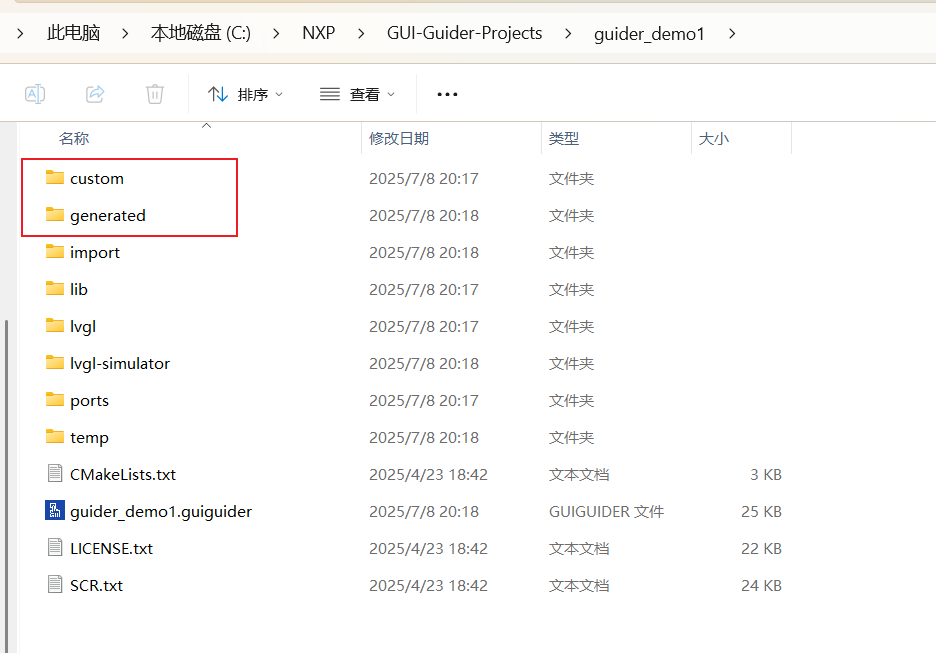 此电脑 本地磁盘 (C:) NXP GUI-Guider-Projects guider_demo1
排序 查看
名称 修改日期 类型 大小
custom 2025/7/8 20:17 文件夹
generated 2025/7/8 20:18 文件夹
import 2025/7/8 20:18 文件夹
lib 2025/7/8 20:17 文件夹
lvgl 2025/7/8 20:17 文件夹
lvgl-simulator 2025/7/8 20:18 文件夹
ports 2025/7/8 20:17 文件夹
temp 2025/7/8 20:18 文件夹
CMakeLists.txt 2025/4/23 18:42 文本文档 3 KB
guider_demo1.guiguider 2025/7/8 20:18 GUIGUIDER 文件 25 KB
LICENSE.txt 2025/4/23 18:42 文本文档 22 KB
SCR.txt 2025/4/23 18:42 文本文档 24 KB